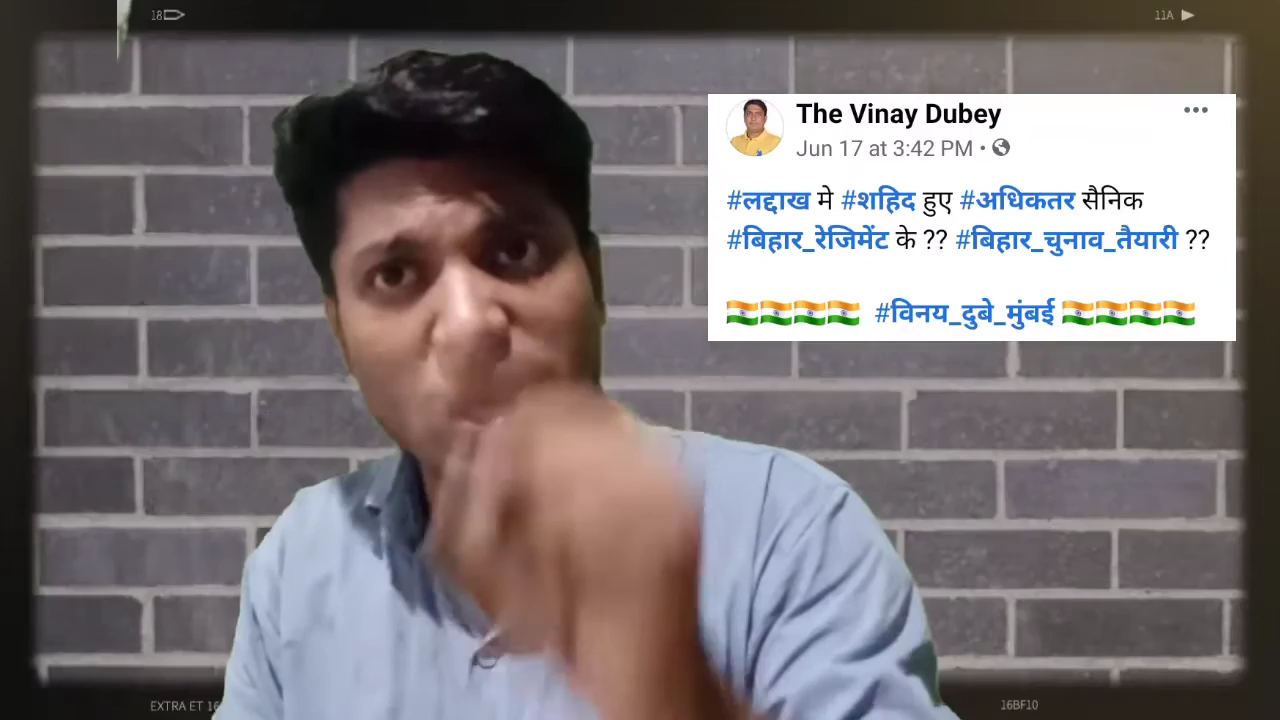 18
11A
The Vinay Dubey
Jun 17 at 3:42 PM •
#लद्दाख मे #शहिद हुए #अधिकतर सैनिक
#बिहार_रेजिमेंट के ?? #बिहार_चुनाव_तैयारी ??
🇮🇳🇮🇳🇮🇳🇮🇳 #विनय_दुबे_मुंबई 🇮🇳🇮🇳🇮🇳🇮🇳
EXTRA ET 16
16BF10